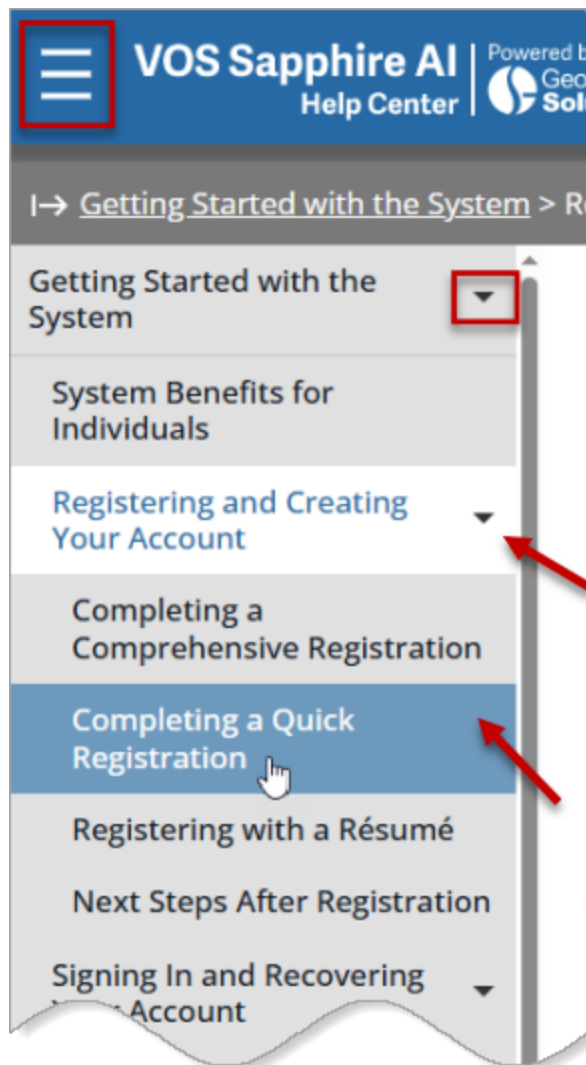 VOS Sapphire AI
Help Center
Powered
Getting Started with the System >
Getting Started with the
System
System Benefits for
Individuals
Registering and Creating
Your Account
Completing a
Comprehensive Registration
Completing a Quick
Registration
Registering with a Résumé
Next Steps After Registration
Signing In and Recovering
Account